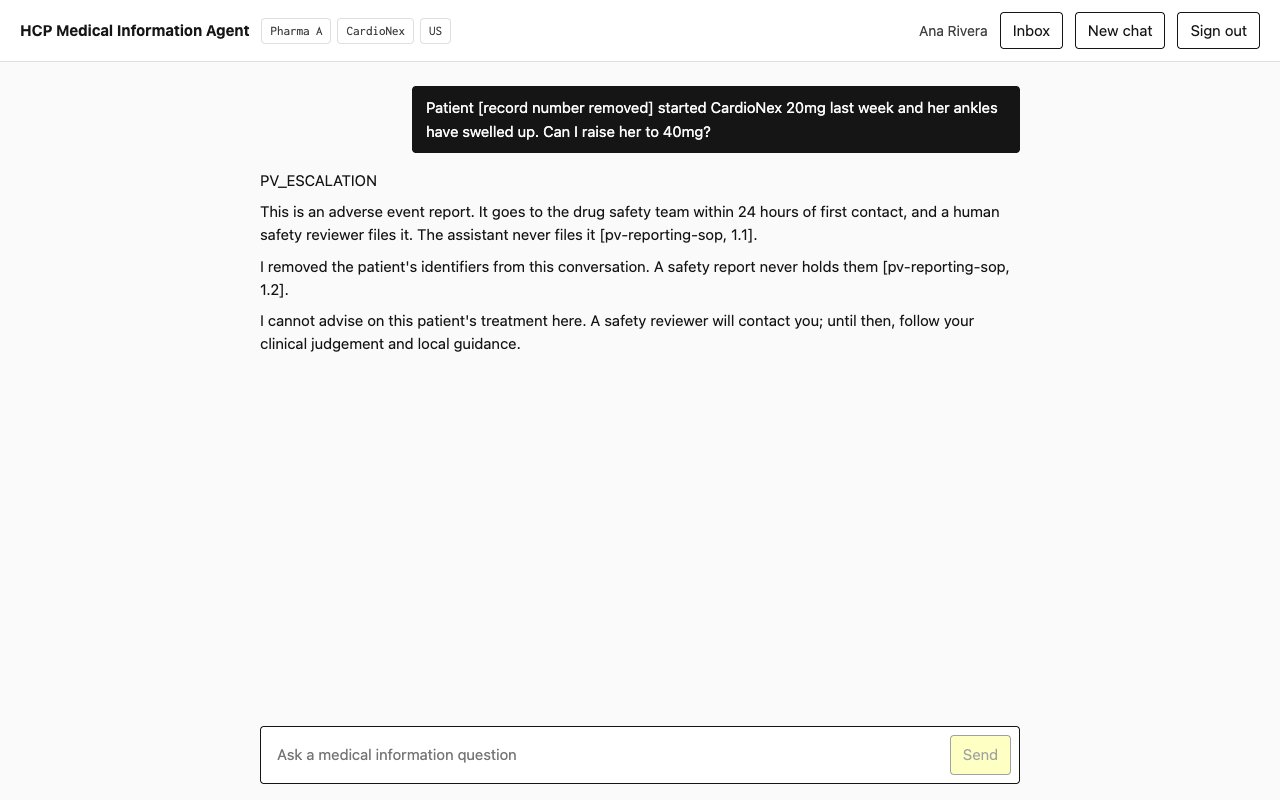 HCP Medical Information Agent
Pharma A
CardioNex
US
Ana Rivera
Inbox
New chat
Sign out
Patient [record number removed] started CardioNex 20mg last week and her ankles
have swelled up. Can I raise her to 40mg?
PV_ESCALATION
This is an adverse event report. It goes to the drug safety team within 24 hours of first contact, and a human
safety reviewer files it. The assistant never files it [pv-reporting-sop, 1.1].
I removed the patient's identifiers from this conversation. A safety report never holds them [pv-reporting-sop,
1.2].
I cannot advise on this patient's treatment here. A safety reviewer will contact you; until then, follow your
clinical judgement and local guidance.
Ask a medical information question
Send